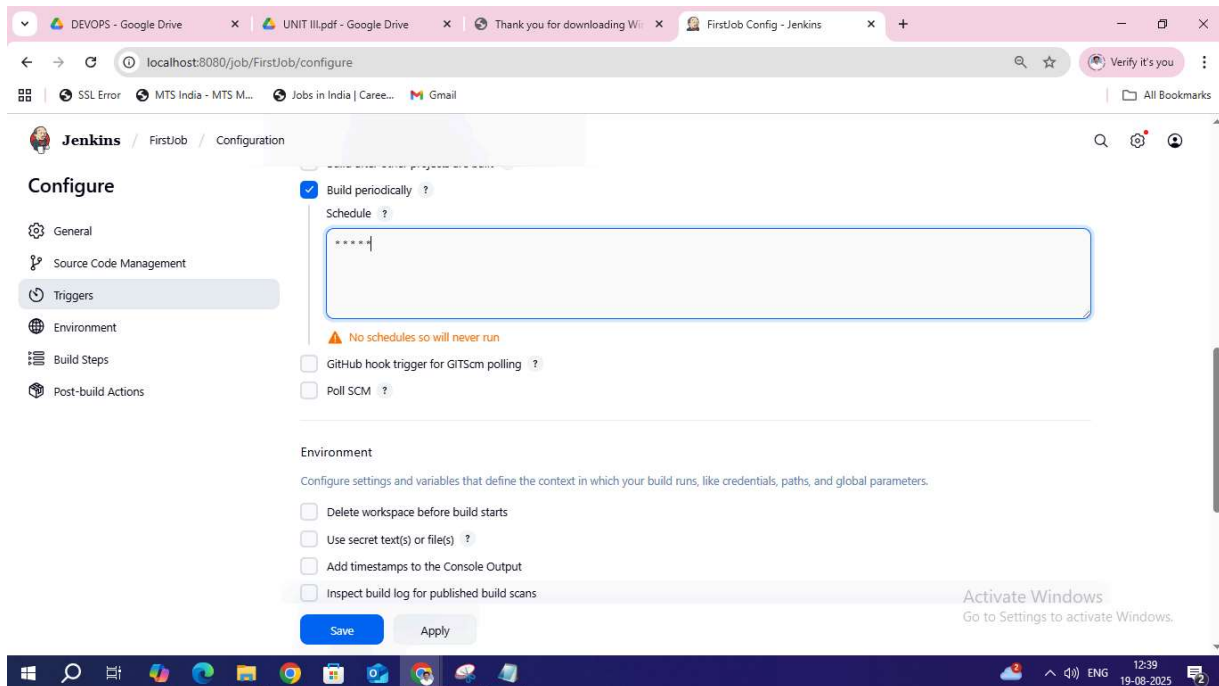 DEVOPS - Google Drive
UNIT III.pdf - Google Drive
Thank you for downloading Wi
FirstJob Config - Jenkins
localhost:8080/job/FirstJob/configure
Verify it's you
SSL Error
MTS India - MTS M...
Jobs in India | Caree...
Gmail
All Bookmarks
Jenkins / FirstJob / Configuration
Configure
General
Source Code Management
Triggers
Environment
Build Steps
Post-build Actions
Build after other projects are built
Build periodically ?
Schedule ?
* * * * *
No schedules so will never run
GitHub hook trigger for GITScm polling ?
Poll SCM ?
Environment
Configure settings and variables that define the context in which your build runs, like credentials, paths, and global parameters.
Delete workspace before build starts
Use secret text(s) or file(s) ?
Add timestamps to the Console Output
Inspect build log for published build scans
Save
Apply
Activate Windows
Go to Settings to activate Windows.
ENG
12:39
19-08-2025